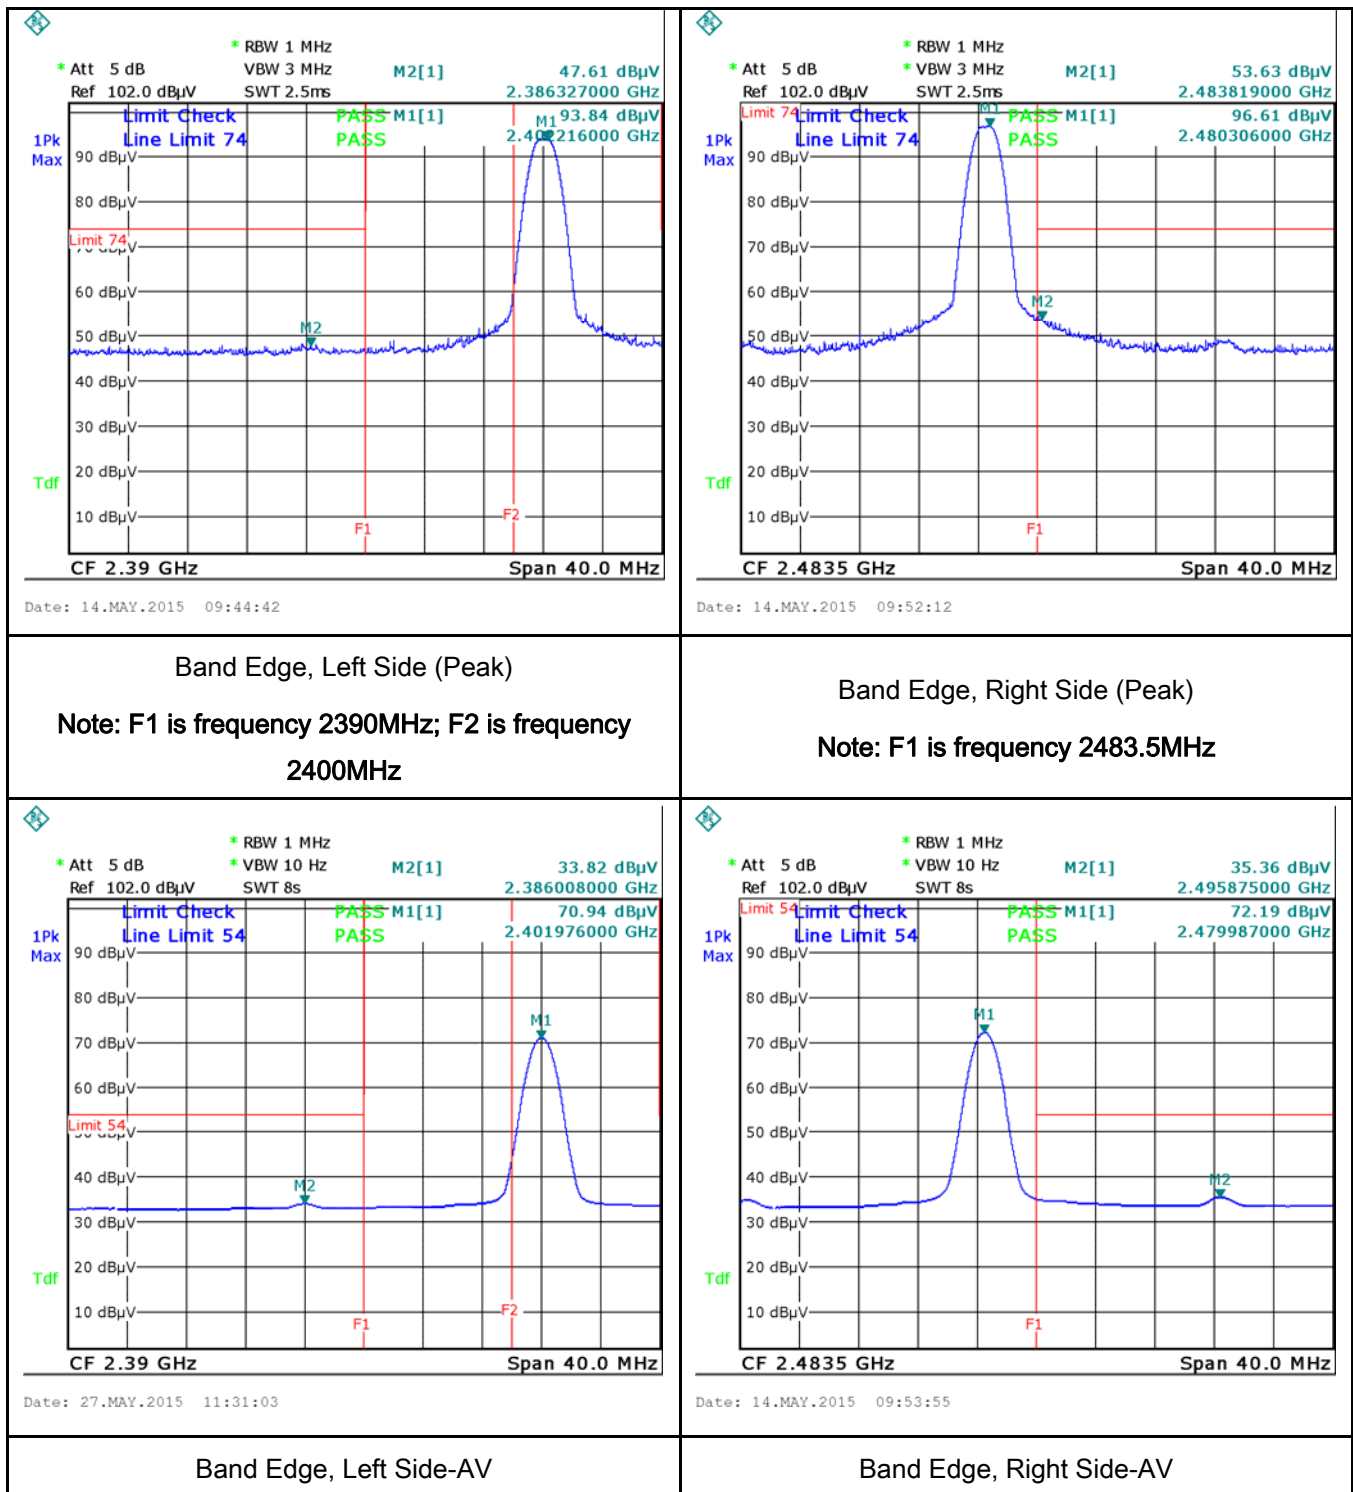 * RBW 1 MHz
* Att 5 dB VBW 3 MHz M2[1] 47.61 dBµV
Ref 102.0 dBµV SWT 2.5ms 2.386327000 GHz
Limit Check PASS M1[1] 93.84 dBµV
Line Limit 74 PASS 2.402216000 GHz
1Pk
Max
M1
90 dBµV
80 dBµV
Limit 74
70 dBµV
60 dBµV
M2
50 dBµV
40 dBµV
30 dBµV
20 dBµV
Tdf
10 dBµV
F1
F2
CF 2.39 GHz Span 40.0 MHz
Date: 14.MAY.2015 09:44:42
* RBW 1 MHz
* Att 5 dB * VBW 3 MHz M2[1] 53.63 dBµV
Ref 102.0 dBµV SWT 2.5ms 2.483819000 GHz
Limit 74 Limit Check PASS M1[1] 96.61 dBµV
Line Limit 74 PASS 2.480306000 GHz
1Pk
Max
M1
90 dBµV
80 dBµV
70 dBµV
60 dBµV
M2
50 dBµV
40 dBµV
30 dBµV
20 dBµV
Tdf
10 dBµV
F1
CF 2.4835 GHz Span 40.0 MHz
Date: 14.MAY.2015 09:52:12
Band Edge, Left Side (Peak)
Note: F1 is frequency 2390MHz; F2 is frequency
2400MHz
Band Edge, Right Side (Peak)
Note: F1 is frequency 2483.5MHz
* RBW 1 MHz
* Att 5 dB * VBW 10 Hz M2[1] 33.82 dBµV
Ref 102.0 dBµV SWT 8s 2.386008000 GHz
Limit Check PASS M1[1] 70.94 dBµV
Line Limit 54 PASS 2.401976000 GHz
1Pk
Max
90 dBµV
80 dBµV
M1
70 dBµV
60 dBµV
Limit 54
50 dBµV
40 dBµV
M2
30 dBµV
20 dBµV
Tdf
10 dBµV
F2
F1
CF 2.39 GHz Span 40.0 MHz
Date: 27.MAY.2015 11:31:03
* RBW 1 MHz
* Att 5 dB * VBW 10 Hz M2[1] 35.36 dBµV
Ref 102.0 dBµV SWT 8s 2.495875000 GHz
Limit 54 Limit Check PASS M1[1] 72.19 dBµV
Line Limit 54 PASS 2.479987000 GHz
1Pk
Max
90 dBµV
80 dBµV
M1
70 dBµV
60 dBµV
50 dBµV
40 dBµV
M2
30 dBµV
20 dBµV
Tdf
10 dBµV
F1
CF 2.4835 GHz Span 40.0 MHz
Date: 14.MAY.2015 09:53:55
Band Edge, Left Side-AV
Band Edge, Right Side-AV